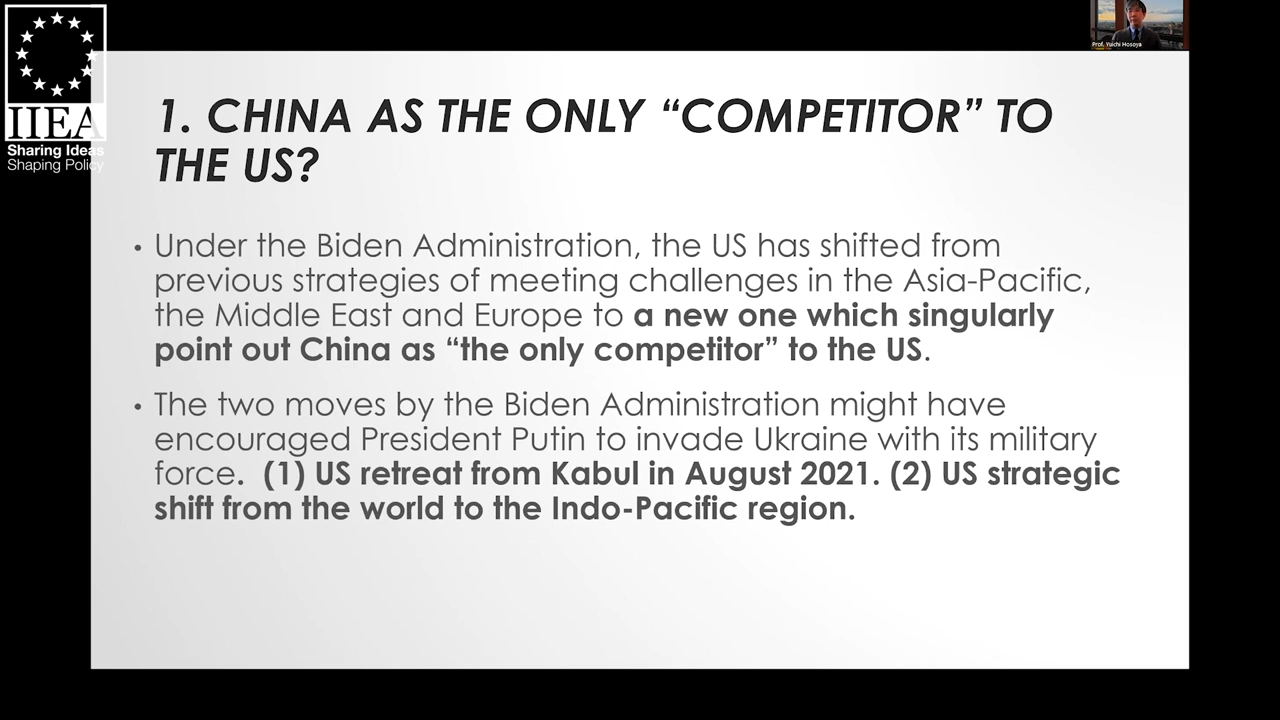 IIEA
Sharing Ideas
Shaping Policy
Prof. Yuichi Hosoya
1. CHINA AS THE ONLY “COMPETITOR” TO
THE US?
• Under the Biden Administration, the US has shifted from
previous strategies of meeting challenges in the Asia-Pacific,
the Middle East and Europe to a new one which singularly
point out China as “the only competitor” to the US.
• The two moves by the Biden Administration might have
encouraged President Putin to invade Ukraine with its military
force. (1) US retreat from Kabul in August 2021. (2) US strategic
shift from the world to the Indo-Pacific region.